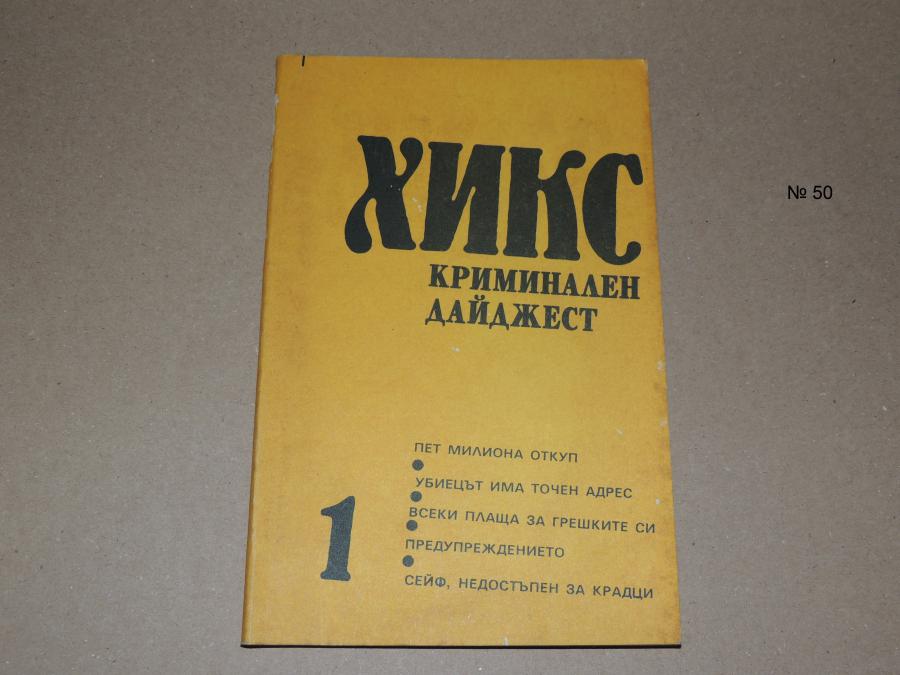 ХИКС
КРИМИНАЛЕН
ДАЙДЖЕСТ
№ 50
ПЕТ МИЛИОНА ОТКУП
УБИЕЦЪТ ИМА ТОЧЕН АДРЕС
ВСЕКИ ПЛАЩА ЗА ГРЕШКИТЕ СИ
ПРЕДУПРЕЖДЕНИЕТО
СЕЙФ, НЕДОСТЪПЕН ЗА КРАДЦИ
1